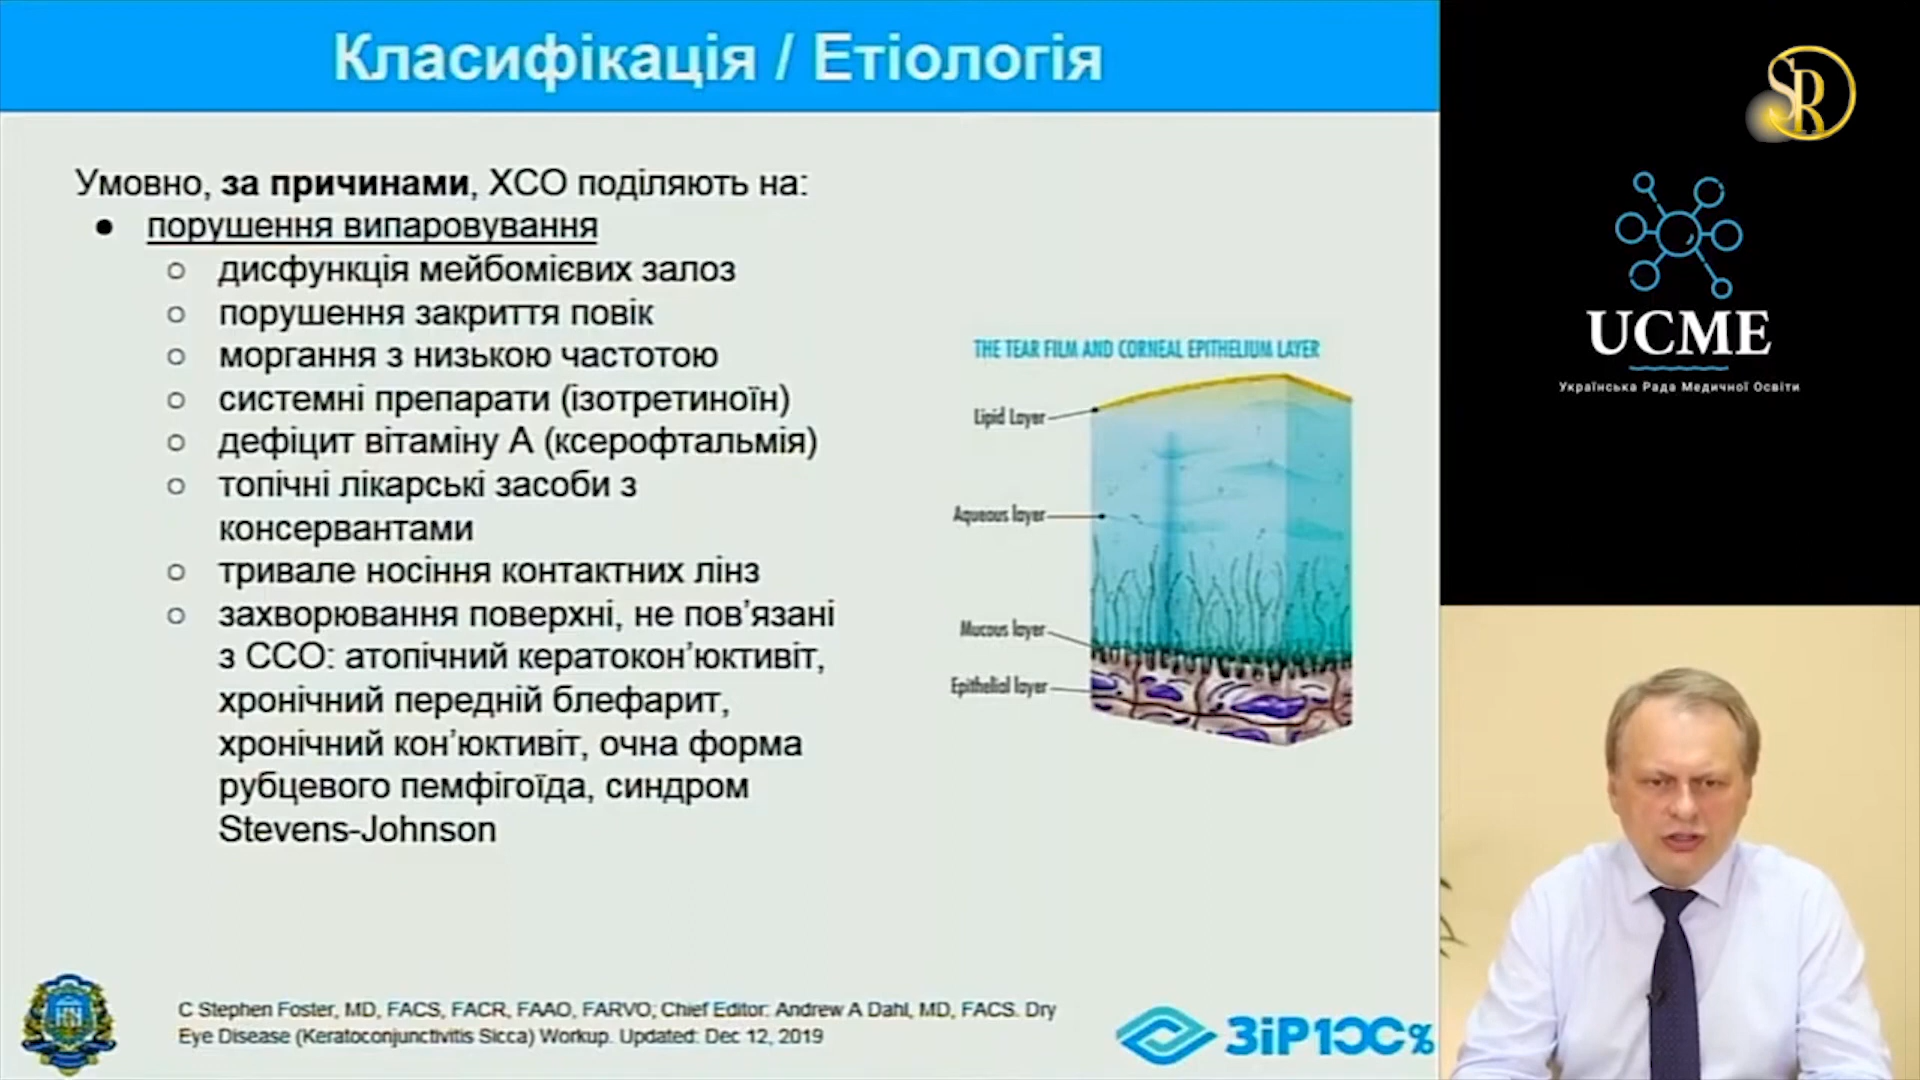 Класифікація / Етіологія
Умовно, за причинами, ХСО поділяють на:
● порушення випаровування
○ дисфункція мейбомієвих залоз
○ порушення закриття повік
○ моргання з низькою частотою
○ системні препарати (ізотретиноїн)
○ дефіцит вітаміну А (ксерофтальмія)
○ топічні лікарські засоби з
консервантами
○ тривале носіння контактних лінз
○ захворювання поверхні, не пов’язані
з ССО: атопічний кератокон’юктивіт,
хронічний передній блефарит,
хронічний кон’юктивіт, очна форма
рубцевого пемфігоїда, синдром
Stevens-Johnson
THE TEAR FILM AND CORNEAL EPITHELIUM LAYER
Lipid Layer
Aqueous layer
Mucous layer
Epithelial layer
C Stephen Foster, MD, FACS, FACR, FAAO, FARVO; Chief Editor: Andrew A Dahl, MD, FACS. Dry
Eye Disease (Keratoconjunctivitis Sicca) Workup. Updated: Dec 12, 2019
ЗіР100%
SR
UCME
Українська Рада Медичної Освіти